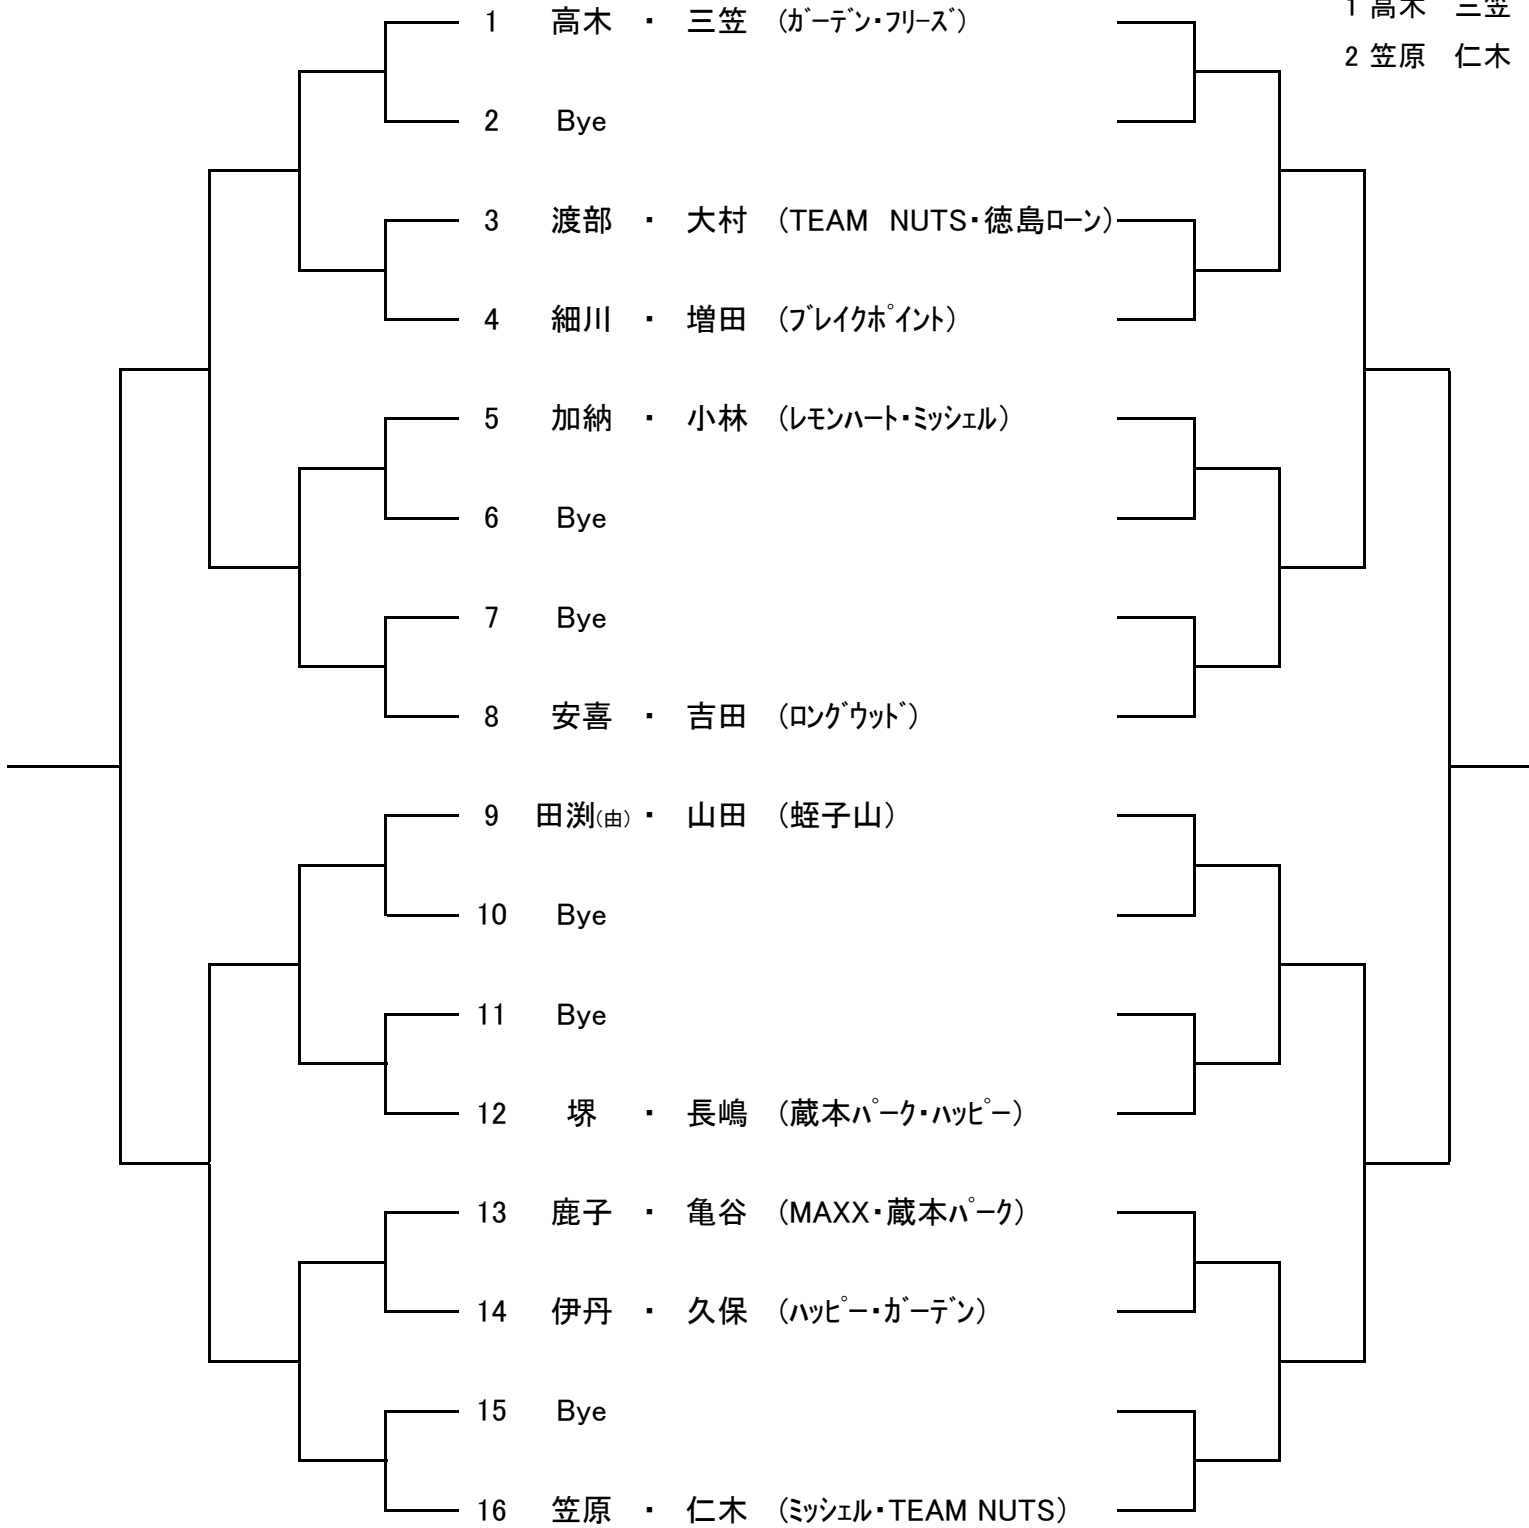 1 高木 三笠
2 笠原 仁木
1 高木 ・ 三笠 (ｶﾞｰﾃﾞﾝ・ﾌﾘｰｽﾞ)
2 Bye
3 渡部 ・ 大村 (TEAM NUTS・徳島ﾛｰﾝ)
4 細川 ・ 増田 (ﾌﾞﾚｲｸﾎﾟｲﾝﾄ)
5 加納 ・ 小林 (ﾚﾓﾝﾊｰﾄ・ﾐｯｼｪﾙ)
6 Bye
7 Bye
8 安喜 ・ 吉田 (ﾛﾝｸﾞｳｯﾄﾞ)
9 田渕(由) ・ 山田 (蛭子山)
10 Bye
11 Bye
12 堺 ・ 長嶋 (蔵本ﾊﾟｰｸ・ﾊｯﾋﾟｰ)
13 鹿子 ・ 亀谷 (MAXX・蔵本ﾊﾟｰｸ)
14 伊丹 ・ 久保 (ﾊｯﾋﾟｰ・ｶﾞｰﾃﾞﾝ)
15 Bye
16 笠原 ・ 仁木 (ﾐｯｼｪﾙ・TEAM NUTS)